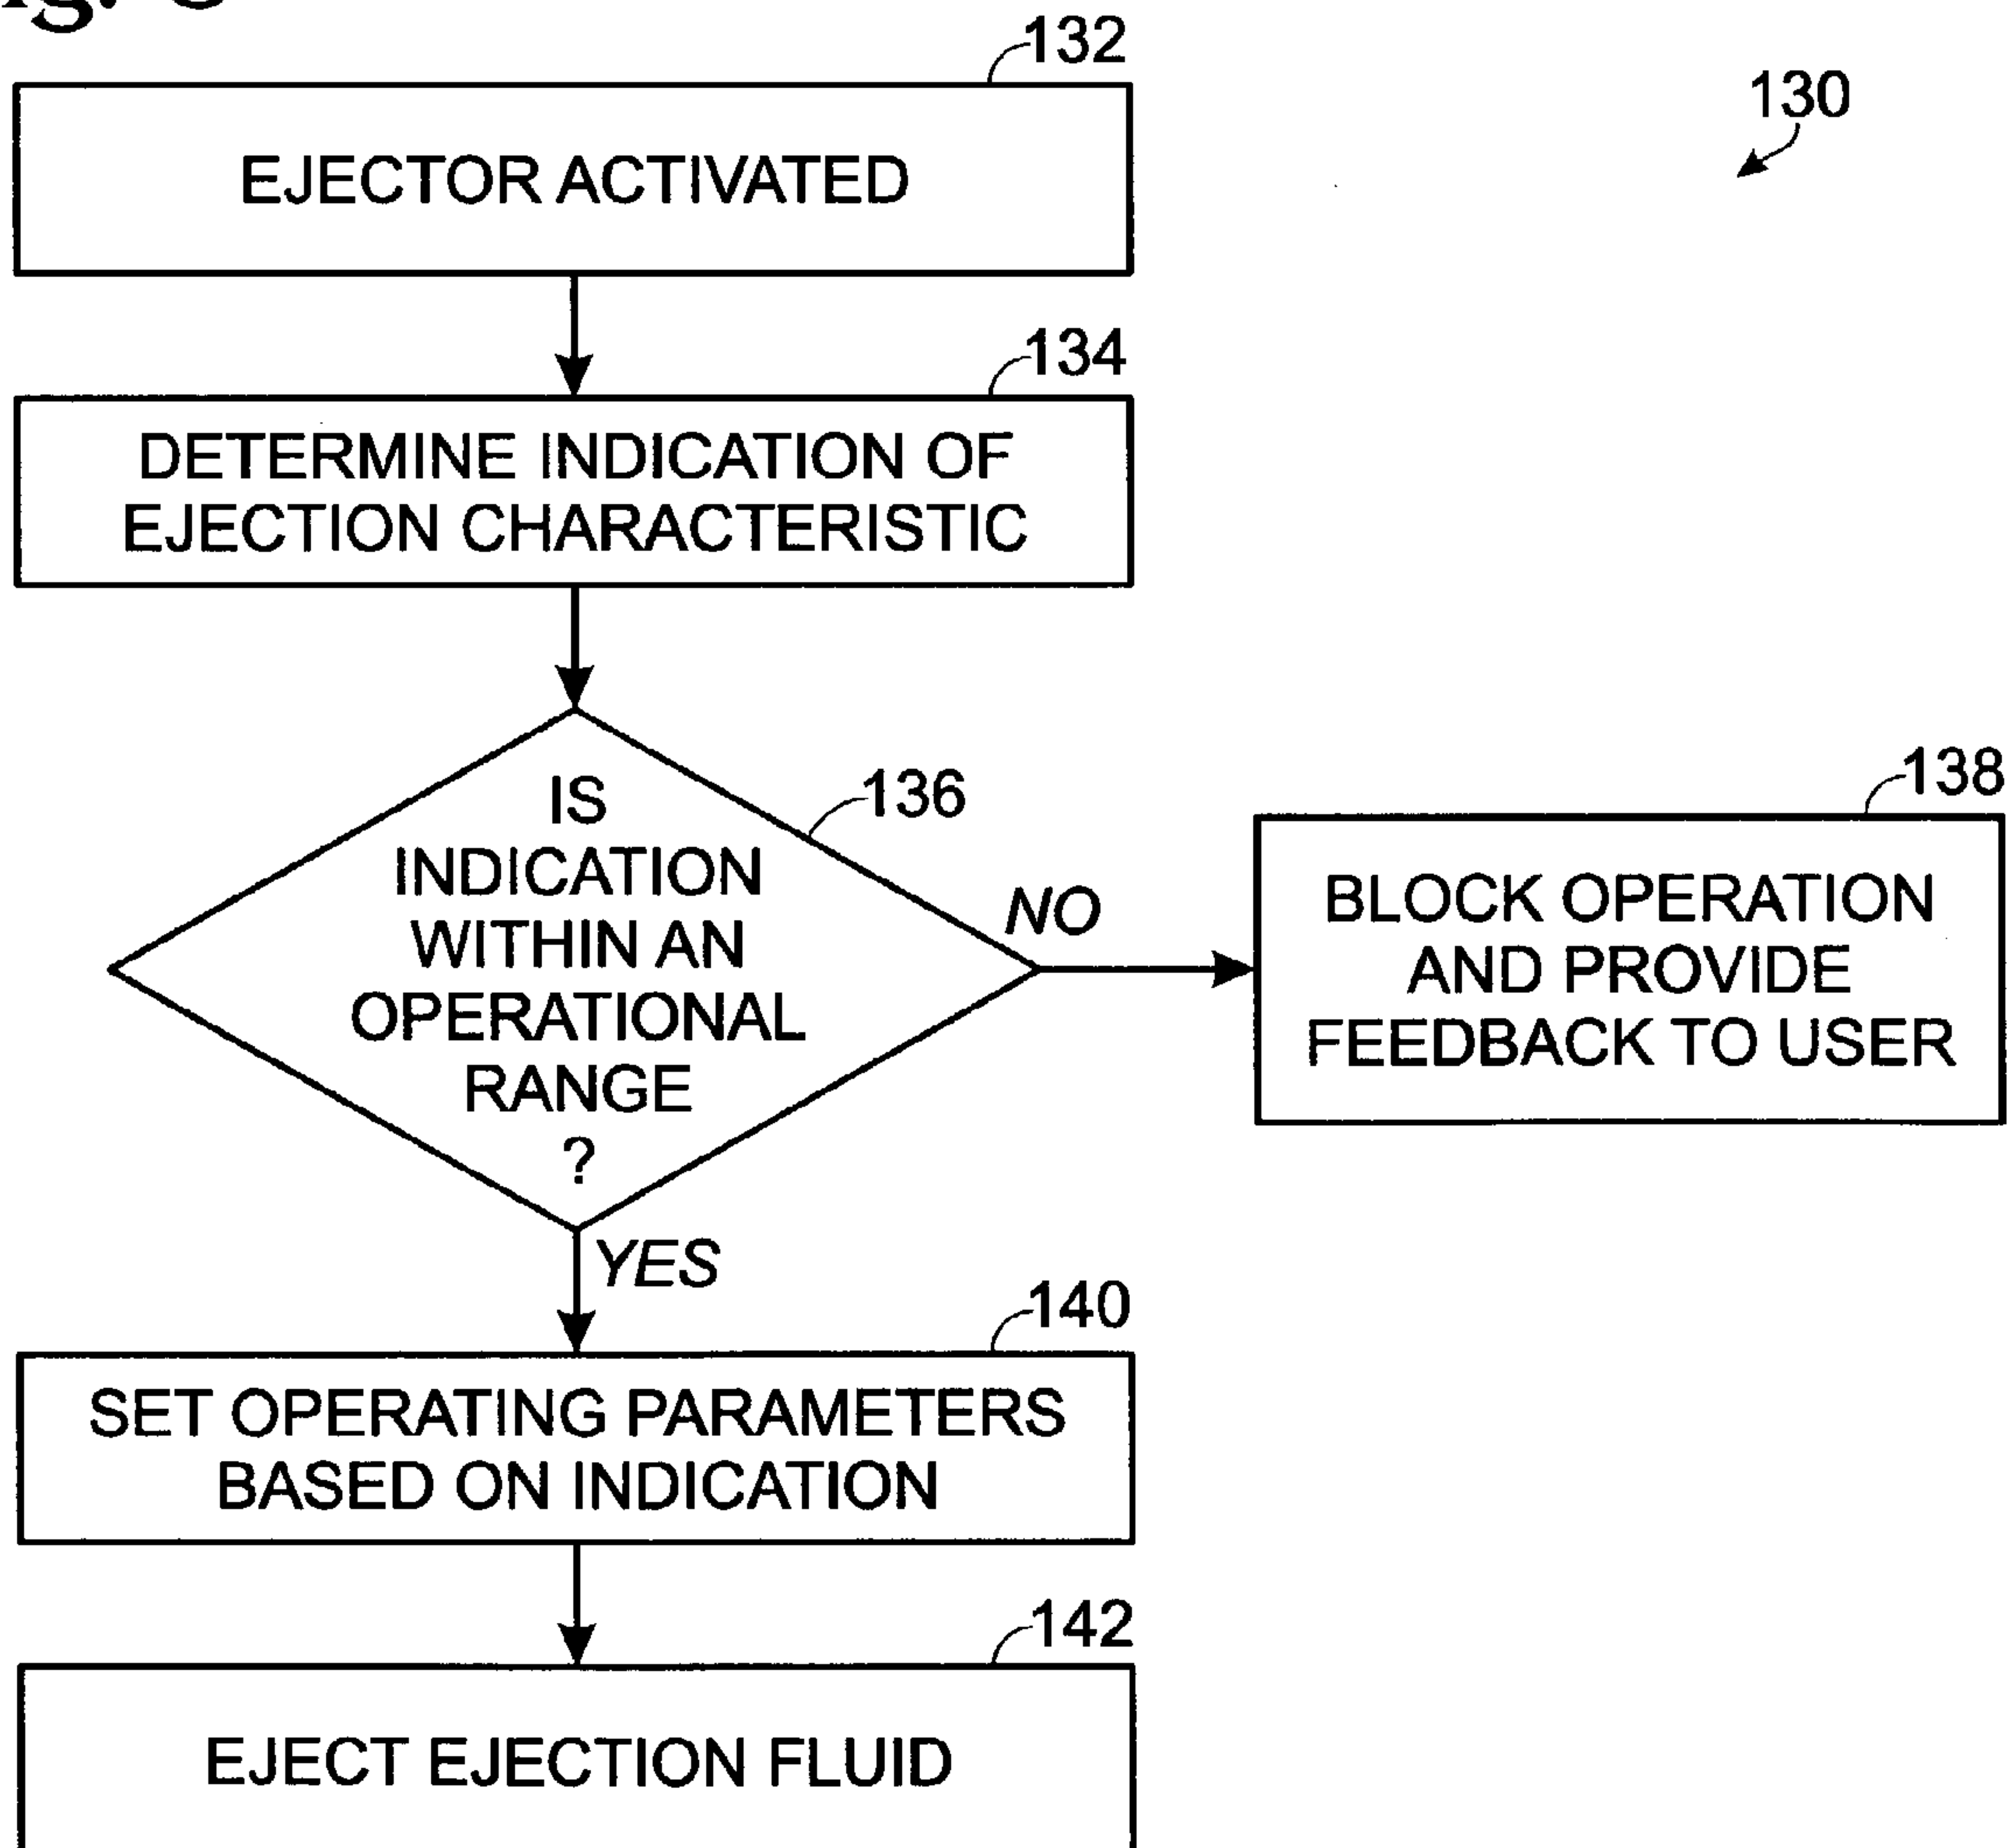 132
130
EJECTOR ACTIVATED
134
DETERMINE INDICATION OF
EJECTION CHARACTERISTIC
IS
INDICATION
WITHIN AN
OPERATIONAL
RANGE
?
136
NO
138
BLOCK OPERATION
AND PROVIDE
FEEDBACK TO USER
YES
140
SET OPERATING PARAMETERS
BASED ON INDICATION
142
EJECT EJECTION FLUID